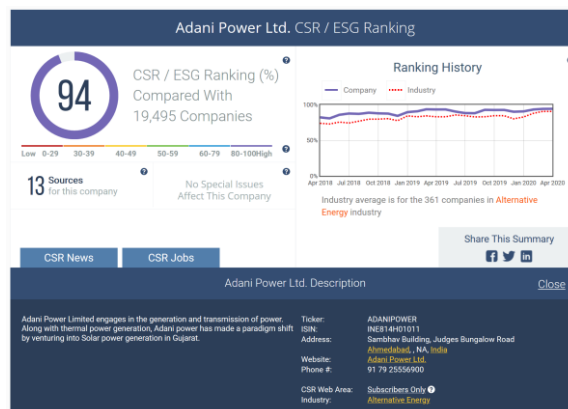 Adani Power Ltd. CSR / ESG Ranking
94
CSR / ESG Ranking (%)
Compared With
19,495 Companies
Low 0-29 30-39 40-49 50-59 60-79 80-100High
13 Sources
for this company
No Special Issues
Affect This Company
Ranking History
Company Industry
100%
50%
0%
Apr 2018 Jul 2018 Oct 2018 Jan 2019 Apr 2019 Jul 2019 Oct 2019 Jan 2020 Apr 2020
Industry average is for the 361 companies in Alternative
Energy industry
Share This Summary
CSR News CSR Jobs
Adani Power Ltd. Description
Close
Adani Power Limited engages in the generation and transmission of power.
Along with thermal power generation, Adani power has made a paradigm shift
by venturing into Solar power generation in Gujarat.
Ticker: ADANIPOWER
ISIN: INE814H01011
Address: Sambhav Building, Judges Bungalow Road
Ahmedabad, , NA, India
Website: Adani Power Ltd.
Phone #: 91 79 25556900
CSR Web Area: Subscribers Only
Industry: Alternative Energy